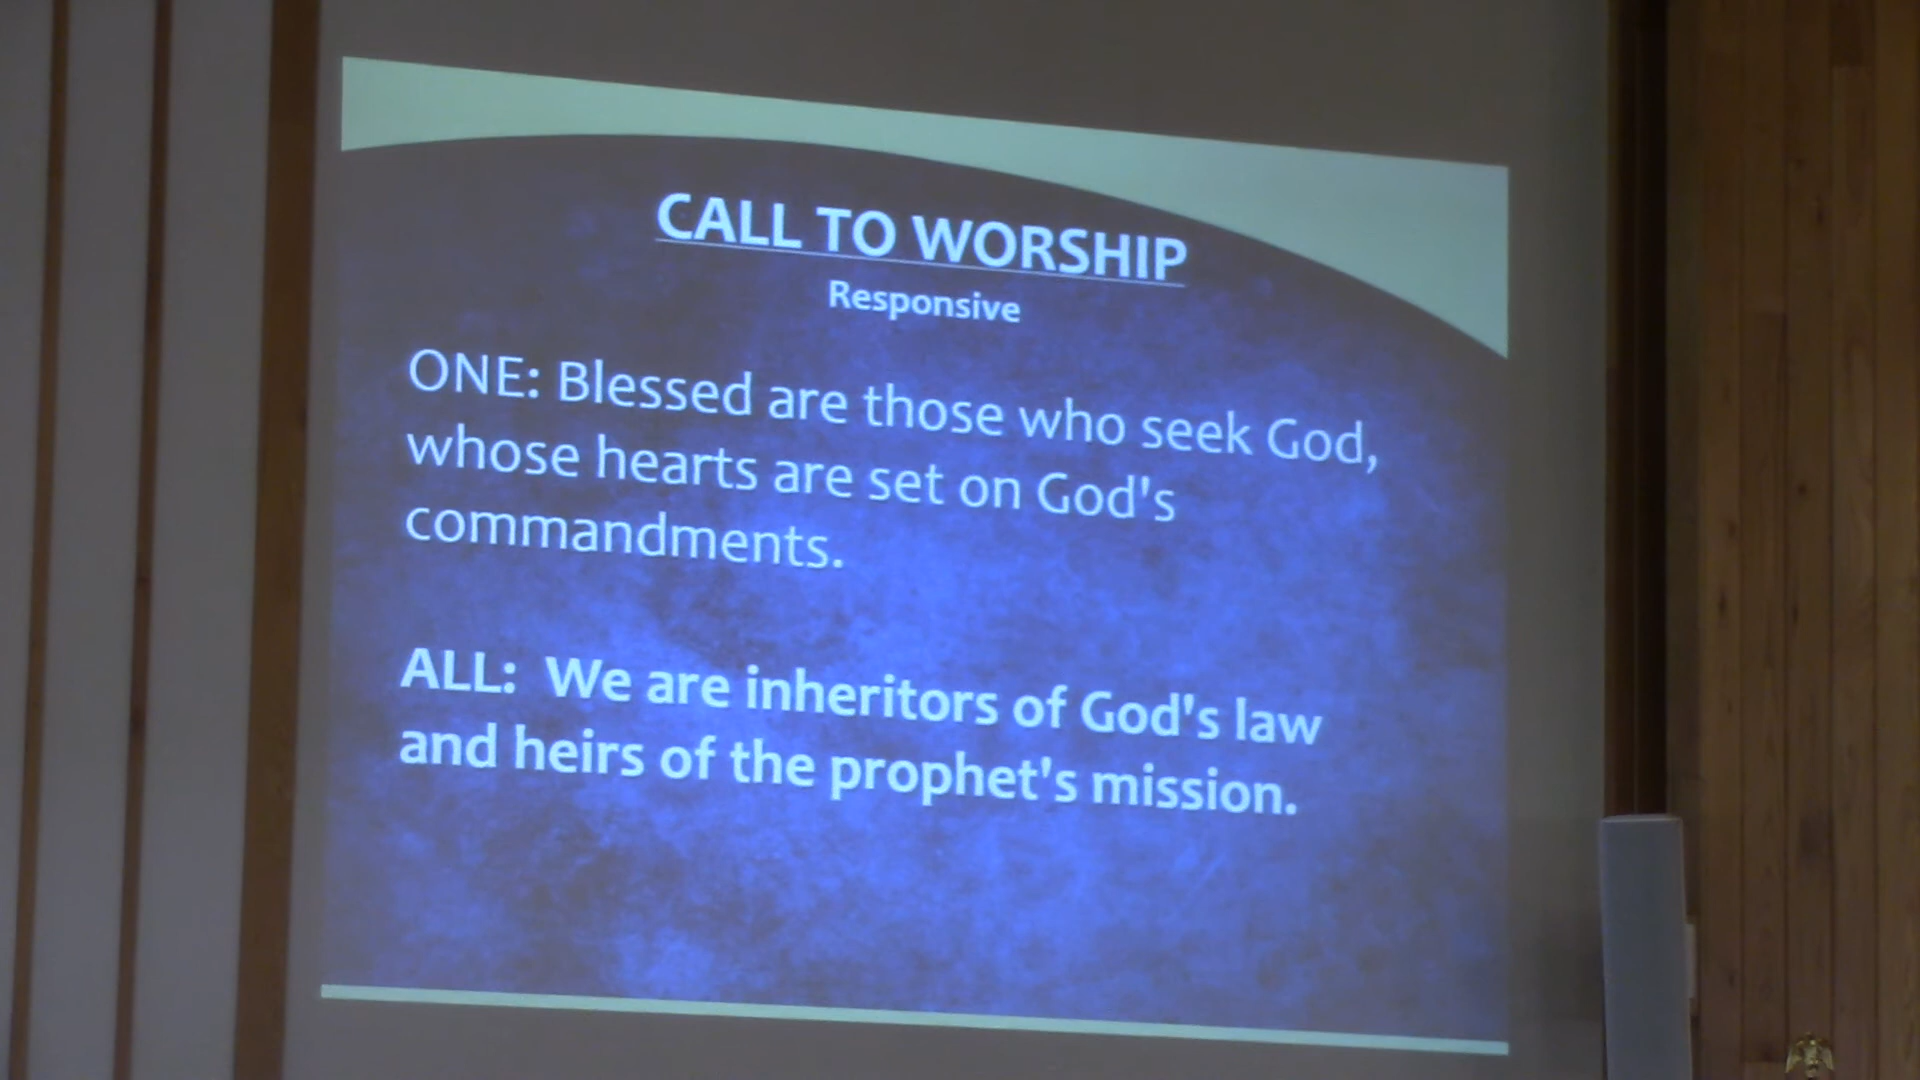 CALL TO WORSHIP
Responsive
ONE: Blessed are those who seek God,
whose hearts are set on God's
commandments.
ALL:  We are inheritors of God's law
and heirs of the prophet's mission.